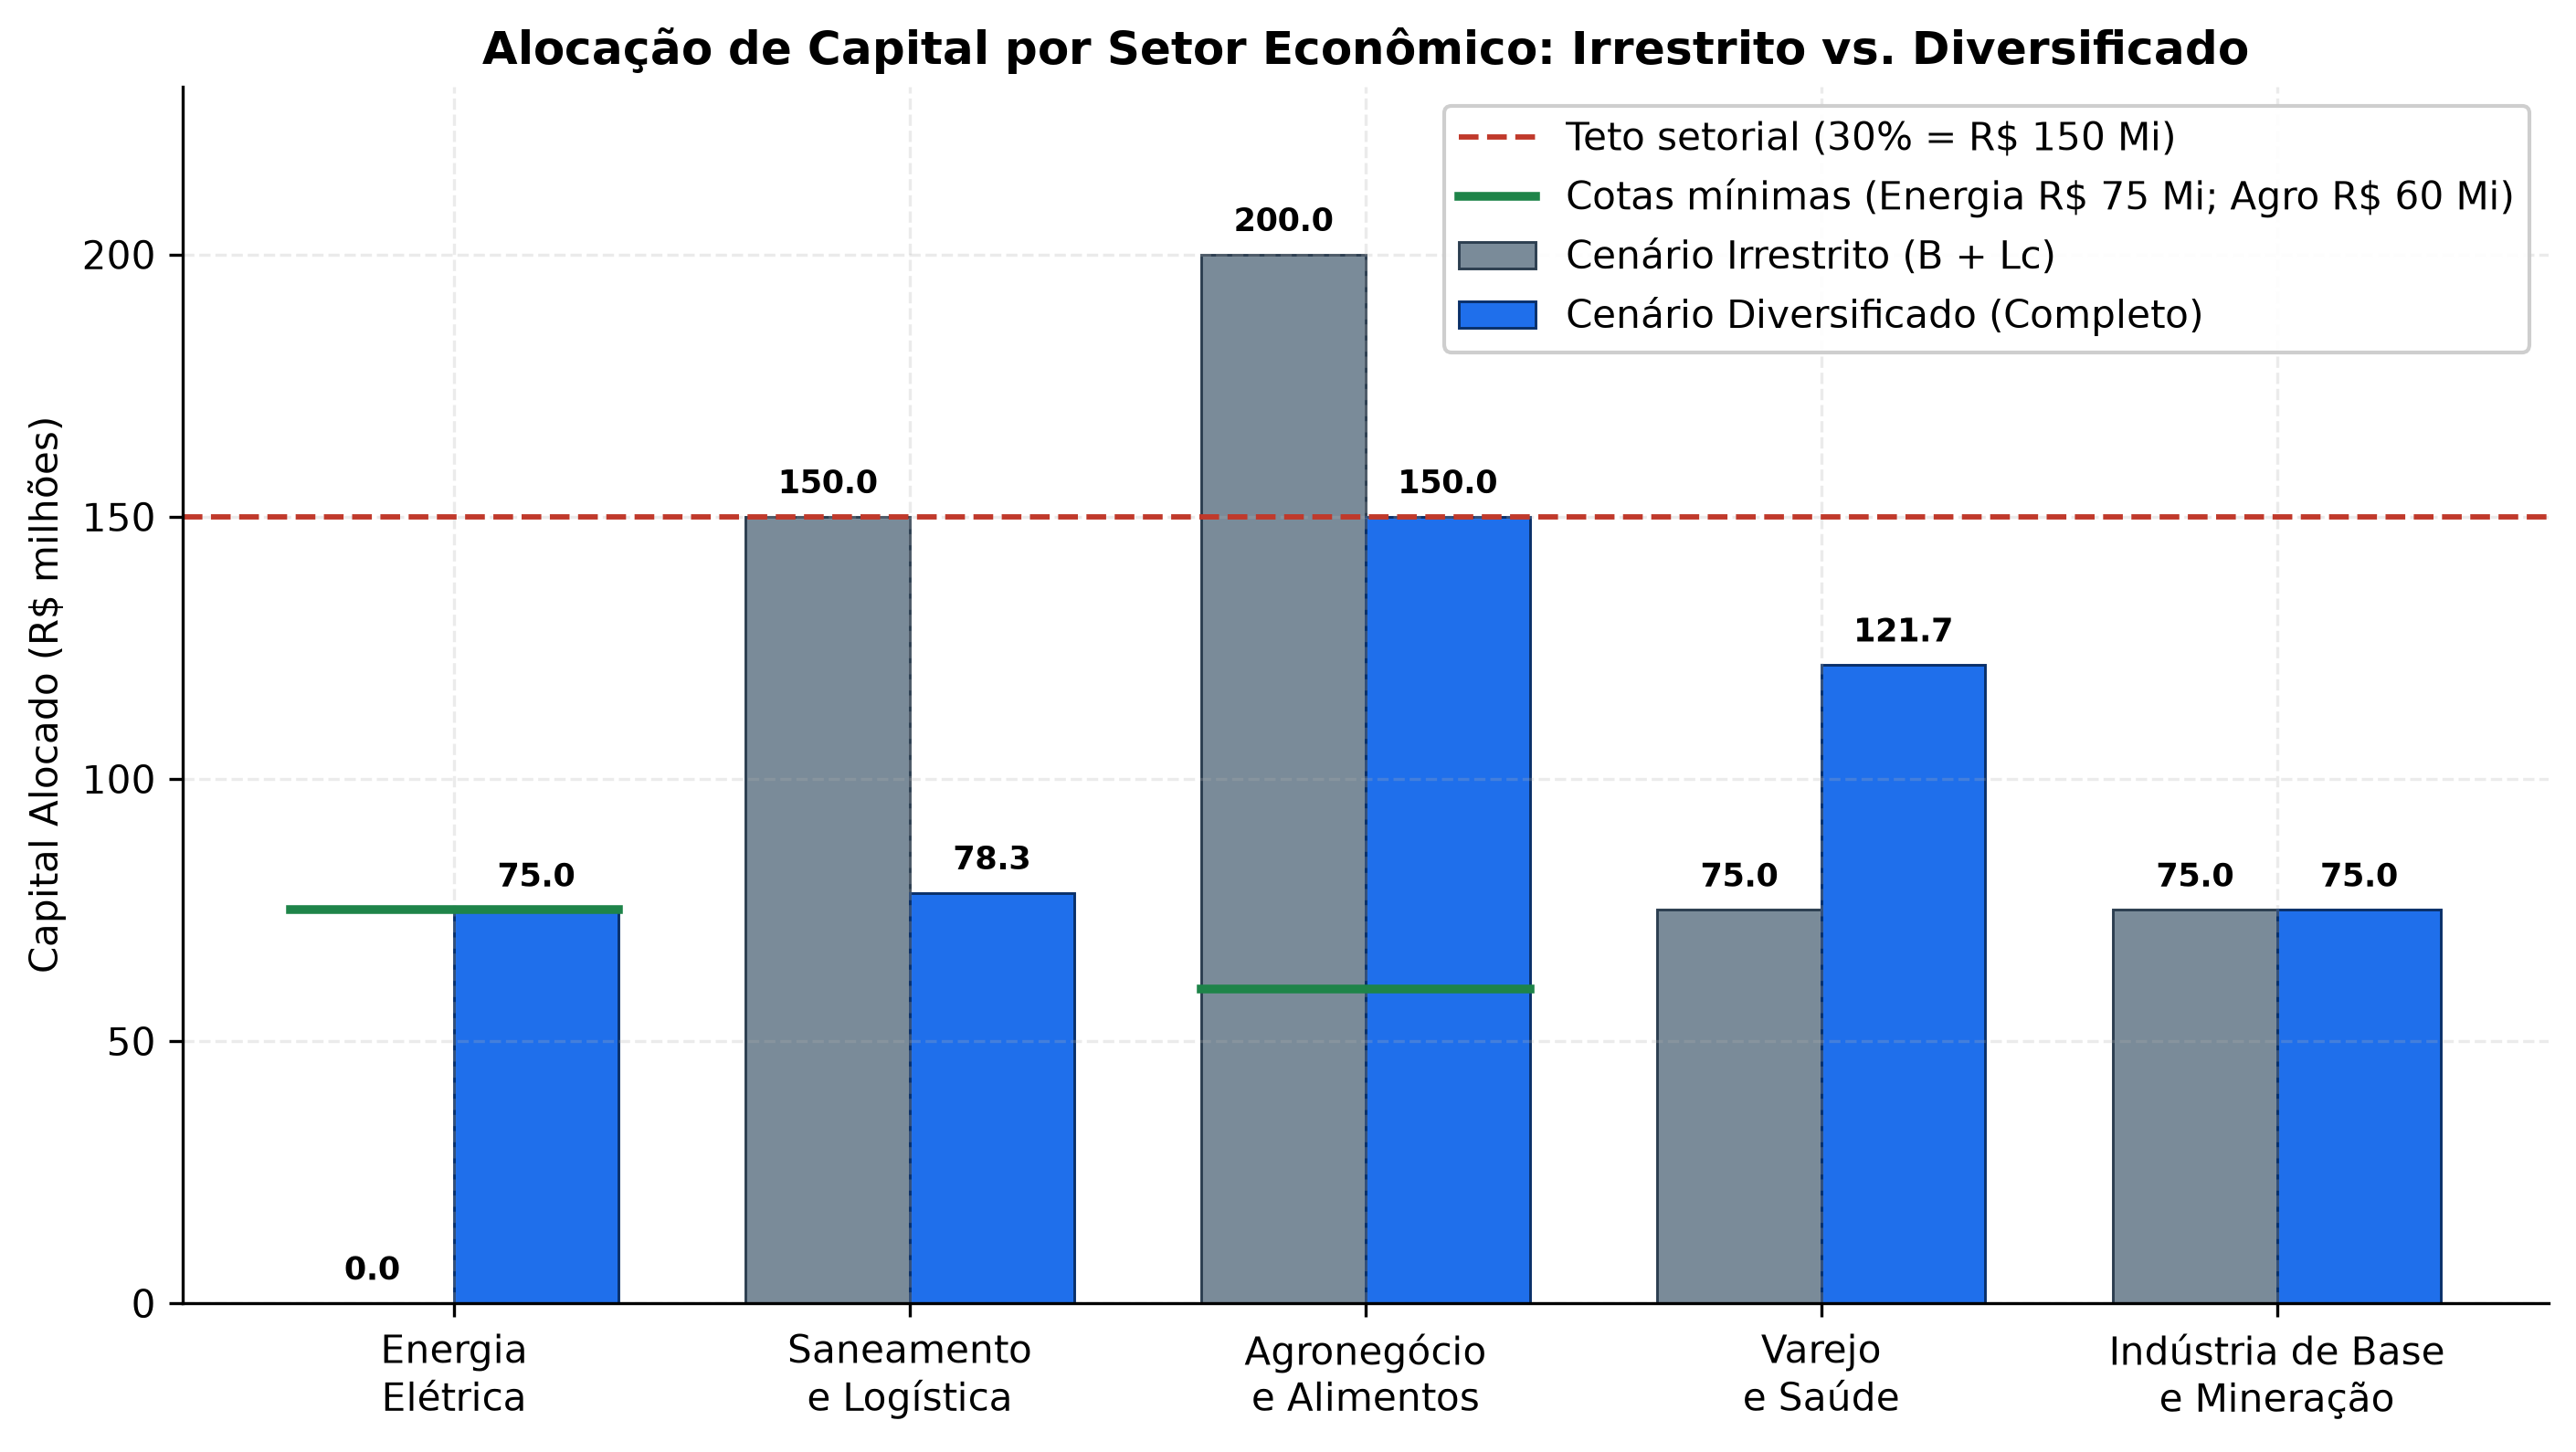 Alocação de Capital por Setor Econômico: Irrestrito vs. Diversificado
Teto setorial (30% = R$ 150 Mi)
Cotas mínimas (Energia R$ 75 Mi; Agro R$ 60 Mi)
Cenário Irrestrito (B + Lc)
Cenário Diversificado (Completo)
Capital Alocado (R$ milhões)
200
150
100
50
0
0.0
75.0
150.0
78.3
200.0
150.0
75.0
121.7
75.0
75.0
Energia
Elétrica
Saneamento
e Logística
Agronegócio
e Alimentos
Varejo
e Saúde
Indústria de Base
e Mineração